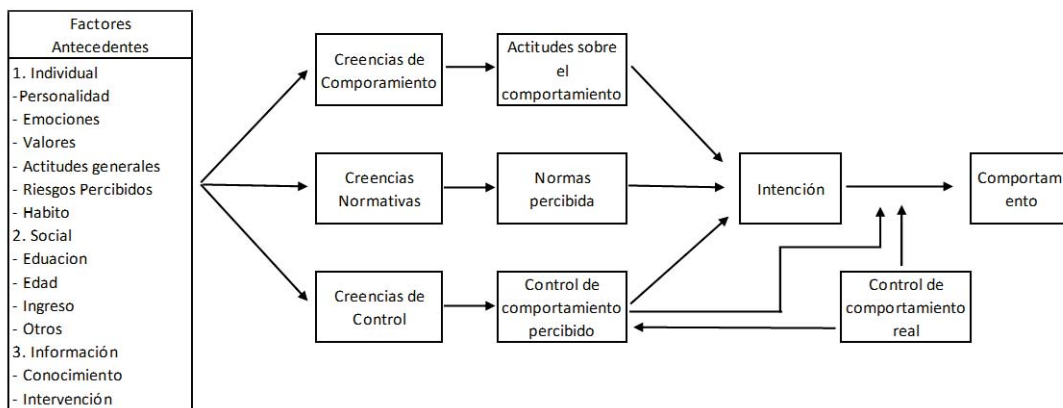 Factores
Antecedentes
1. Individual
-Personalidad
- Emociones
- Valores
- Actitudes generales
- Riesgos Percibidos
- Habito
2. Social
- Eduacion
- Edad
- Ingreso
- Otros
3. Información
- Conocimiento
- Intervención
Creencias de
Comporamiento
Actitudes sobre
el
comportamiento
Creencias
Normativas
Normas
percibida
Intención
Comportam
ento
Creencias de
Control
Control de
comportamiento
percibido
Control de
comportamiento
real